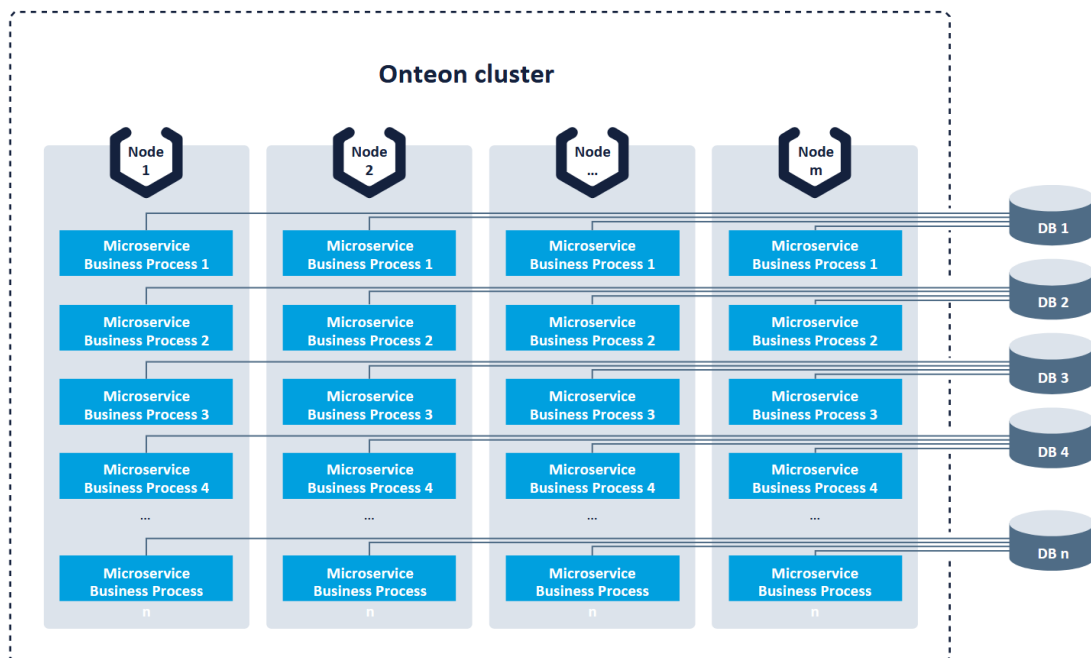 Onteon cluster
Node
1
Node
2
Node
...
Node
m
DB 1
Microservice
Business Process 1
Microservice
Business Process 1
Microservice
Business Process 1
Microservice
Business Process 1
DB 2
Microservice
Business Process 2
Microservice
Business Process 2
Microservice
Business Process 2
Microservice
Business Process 2
DB 3
Microservice
Business Process 3
Microservice
Business Process 3
Microservice
Business Process 3
Microservice
Business Process 3
DB 4
Microservice
Business Process 4
Microservice
Business Process 4
Microservice
Business Process 4
Microservice
Business Process 4
...
...
...
...
DB n
Microservice
Business Process
n
Microservice
Business Process
n
Microservice
Business Process
n
Microservice
Business Process
n